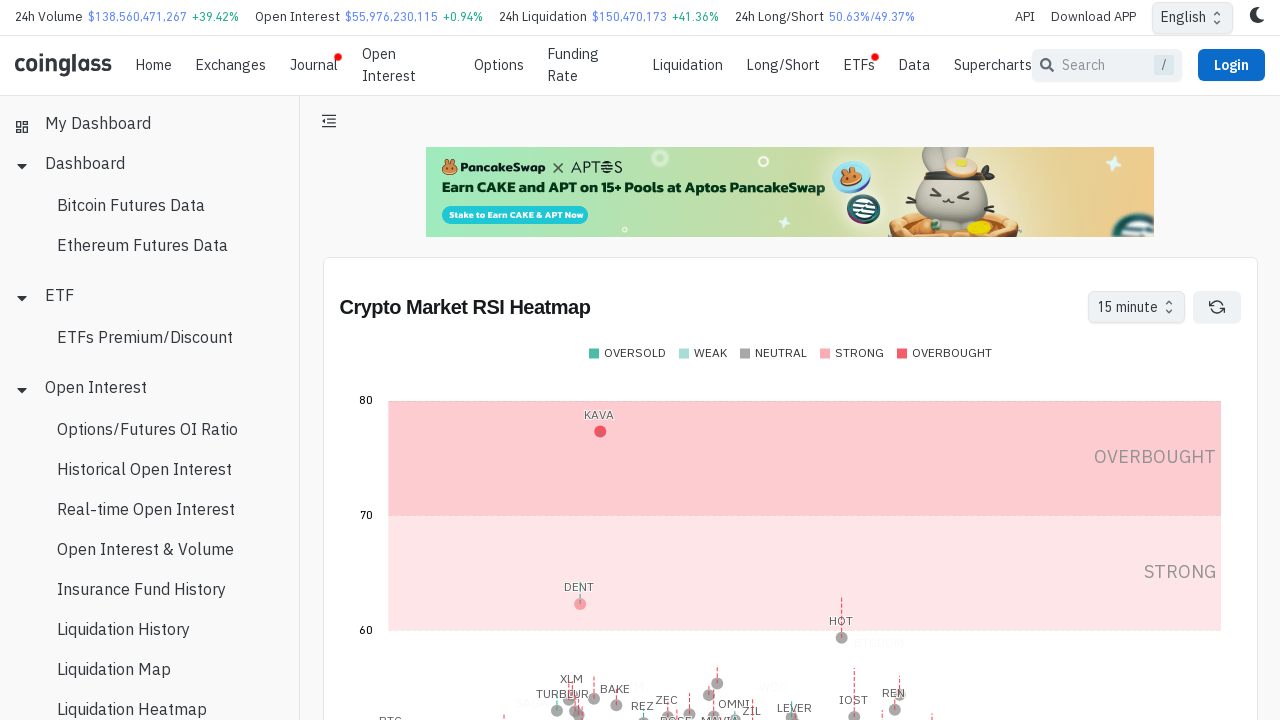 24h Volume $138,560,471,267 +39.42% Open Interest $55,976,230,115 +0.94% 24h Liquidation $150,470,173 +41.36% 24h Long/Short 50.63%/49.37% API Download APP English
coinglass Home Exchanges Journal Open Interest Options Funding Rate Liquidation Long/Short ETFs Data Supercharts Search / Login
My Dashboard
Dashboard
Bitcoin Futures Data
Ethereum Futures Data
ETF
ETFs Premium/Discount
Open Interest
Options/Futures OI Ratio
Historical Open Interest
Real-time Open Interest
Open Interest & Volume
Insurance Fund History
Liquidation History
Liquidation Map
Liquidation Heatmap
PancakeSwap × APTOS
Earn CAKE and APT on 15+ Pools at Aptos PancakeSwap
Stake to Earn CAKE & APT Now
Crypto Market RSI Heatmap 15 minute
OVERSOLD WEAK NEUTRAL STRONG OVERBOUGHT
80
KAVA
OVERBOUGHT
70
STRONG
DENT
HOT
60
XLM
TURBO
BAKE
REN
ZEC
IOST
OMNI
REZ
LEVER
ZIL